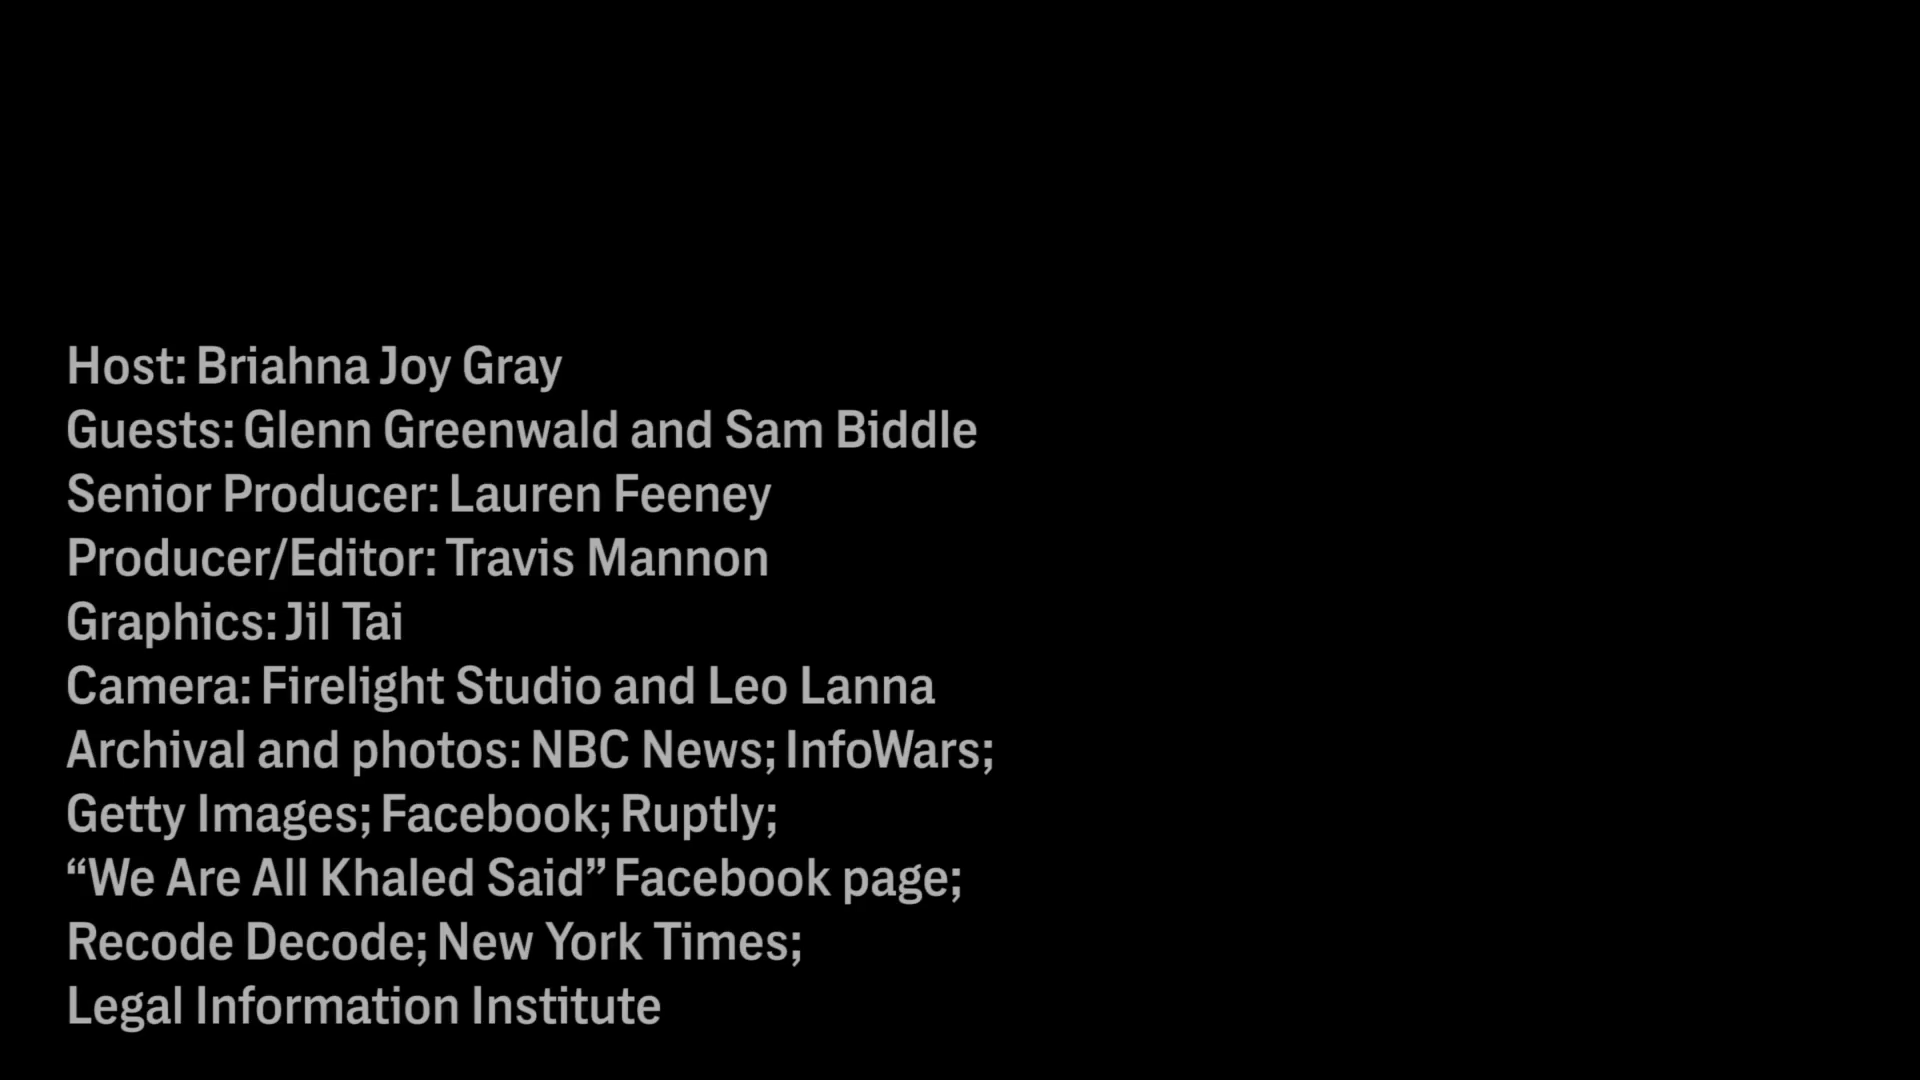 Host: Briahna Joy Gray
Guests: Glenn Greenwald and Sam Biddle
Senior Producer: Lauren Feeney
Producer/Editor: Travis Mannon
Graphics: Jil Tai
Camera: Firelight Studio and Leo Lanna
Archival and photos: NBC News; InfoWars;
Getty Images; Facebook; Ruptly;
“We Are All Khaled Said” Facebook page;
Recode Decode; New York Times;
Legal Information Institute